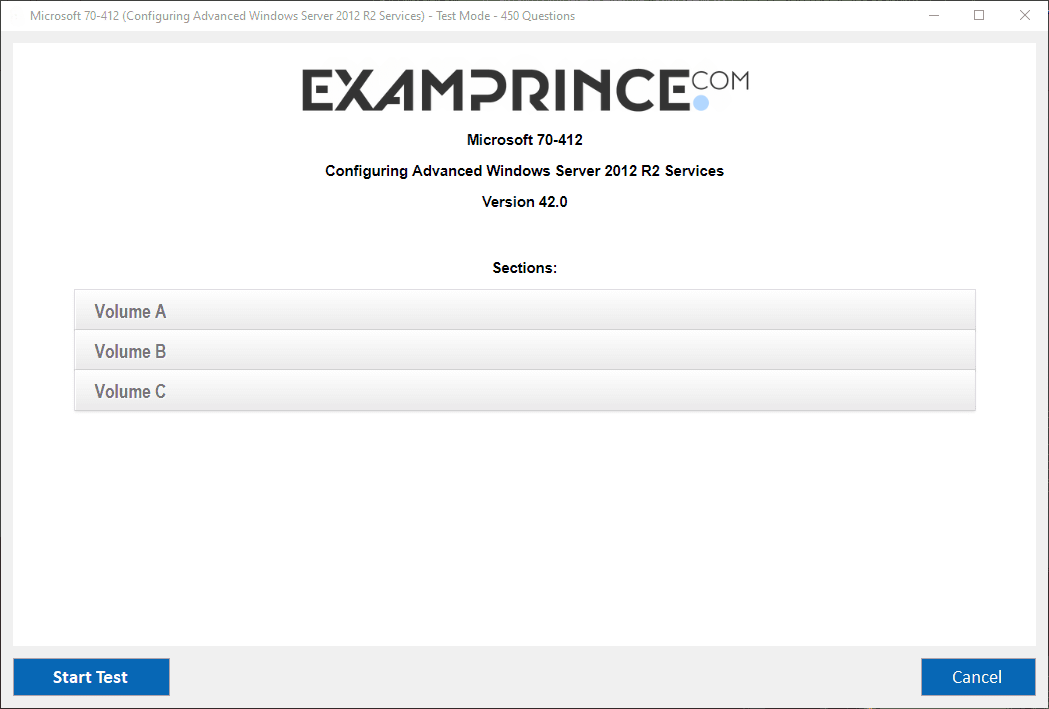 Microsoft 70-412 (Configuring Advanced Windows Server 2012 R2 Services) - Test Mode - 450 Questions
EXAMPRINCE.COM
Microsoft 70-412
Configuring Advanced Windows Server 2012 R2 Services
Version 42.0
Sections:
Volume A
Volume B
Volume C
Start Test
Cancel